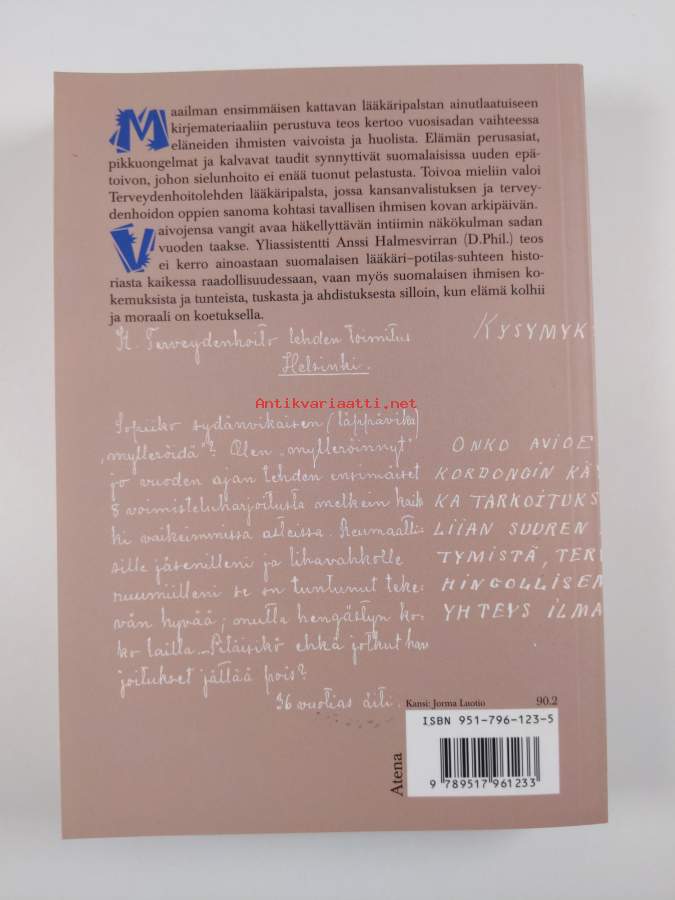 Maailman ensimmäisen kattavan lääkäripalstan ainutlaatuiseen
kirjemateriaaliin perustuva teos kertoo vuosisadan vaihteessa
eläneiden ihmisten vaivoista ja huolista. Elämän perusasiat,
pikkuongelmat ja kalvavat taudit synnyttivät suomalaisissa uuden epä-
toivon, johon sielunhoito ei enää tuonut pelastusta. Toivoa mieliin valoi
Terveydenhoitolehden lääkäripalsta, jossa kansanvalistuksen ja tervey-
denhoidon oppien sanoma kohtasi tavallisen ihmisen kovan arkipäivän.
Vaivojensa vangit avaa häkellyttävän intiimin näkökulman sadan
vuoden taakse. Yliassistentti Anssi Halmesvirran (D.Phil.) teos
ei kerro ainoastaan suomalaisen lääkäri–potilas-suhteen histo-
riasta kaikessa raadollisuudessaan, vaan myös suomalaisen ihmisen ko-
kemuksista ja tunteista, tuskasta ja ahdistuksesta silloin, kun elämä kolhii
ja moraali on koetuksella.
Terveydenhoito lehden toimitus
Helsinki.
KYSYMYK
Antikvariaatti.net
Sopiiko sydänvikaisen (läppävika)
"mylleröidä"? Olen "mylleröinnyt"
jo vuoden ajan lehden ensimäiset
8 voimisteluharjoitusta melkein kaik-
ki vaikeimmissa asteissa. Reumaatti-
sille jäsenilleni ja lihavahkolle
ruumiilleni se on tuntunut teke-
vän hyvää, mutta hengästyn ko-
ko lailla. Pitäisikö ehkä jotkut har-
joitukset jättää pois?
36 vuotias äiti.
ONKO AVIOE
KORDONGIN KÄ
KA TARKOITUKS
LIIAN SUUREN
TYMISTÄ, TER
HINGOLLISEN
YHTEYS ILMA
Kansi: Jorma Luotio
90.2
Atena
ISBN 951-796-123-5
9 789517 961233